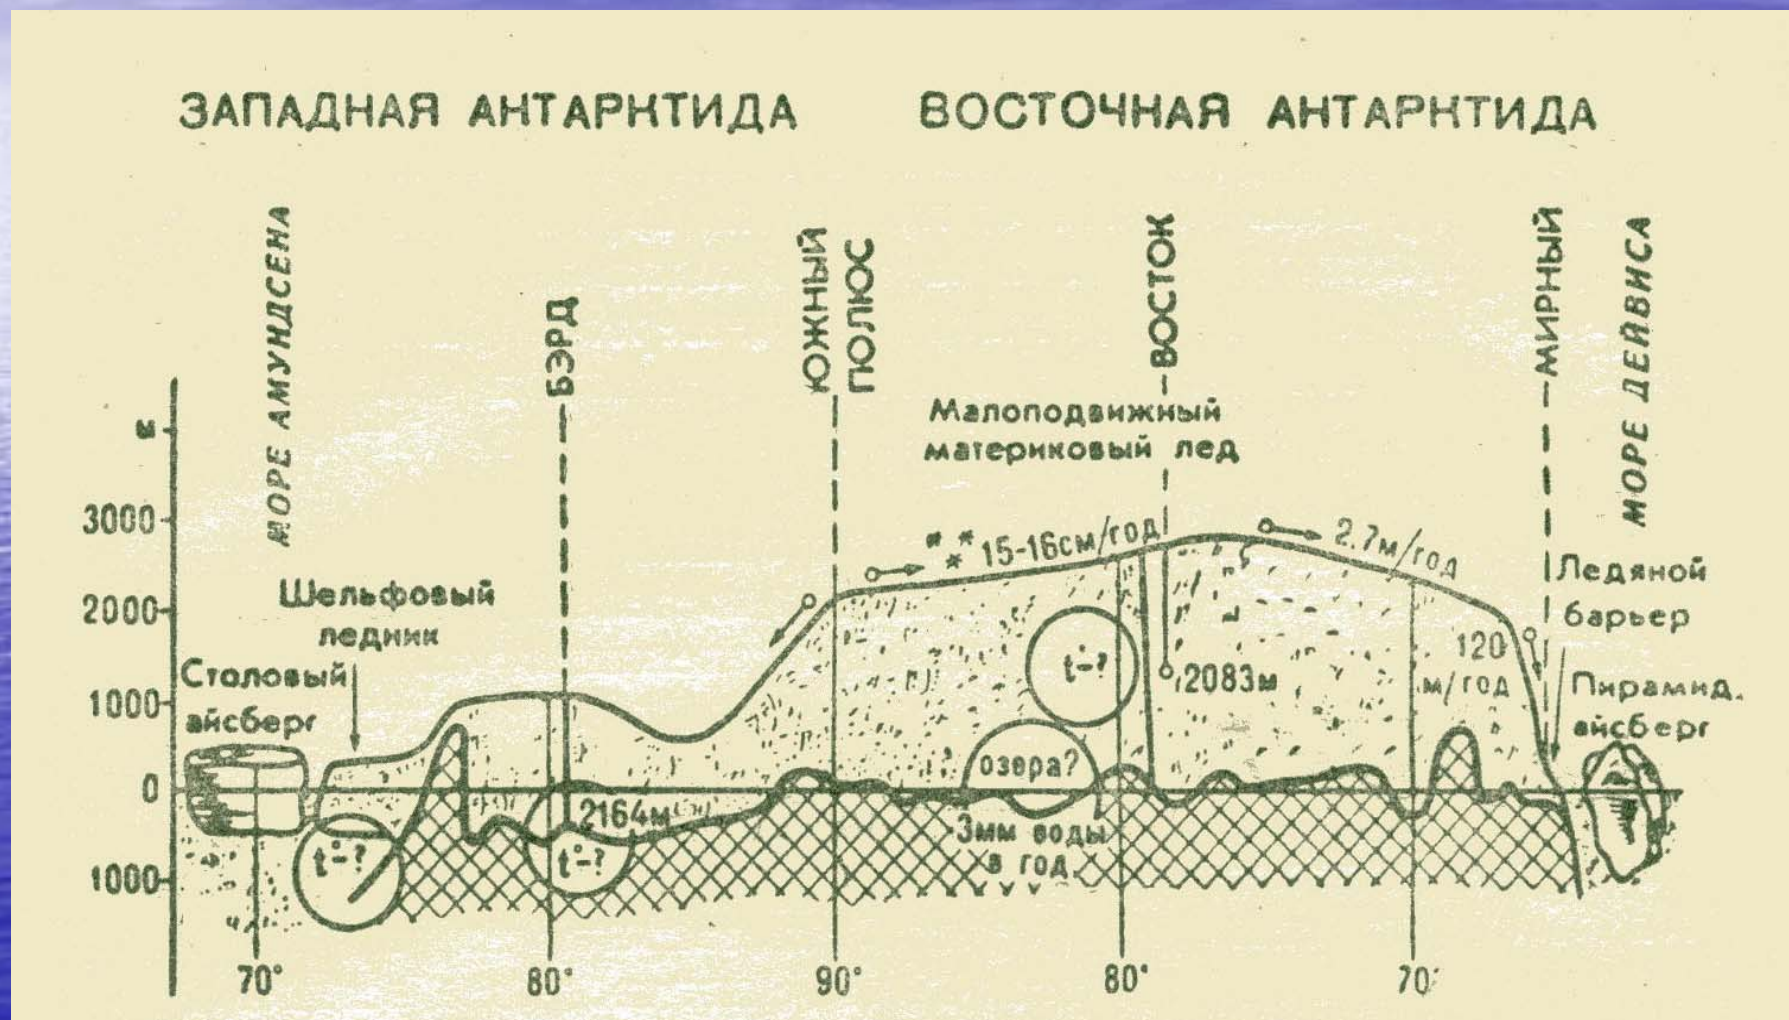 ЗАПАДНАЯ АНТАРКТИДА
ВОСТОЧНАЯ АНТАРКТИДА
МОРЕ АМУНДСЕНА
БЭРД
ЮЖНЫЙ
ПОЛЮС
ВОСТОК
МИРНЫЙ
МОРЕ ДЕЙВИСА
м
3000
2000
1000
0
1000
Малоподвижный
материковый лед
15-16см/год
2.7м/год
Шельфовый
ледник
Столовый
айсберг
Ледяной
барьер
120
м/год
Пирамид.
айсберг
t°-?
2083м
озера?
2164м
t°-?
t°-?
3мм воды
в год
70°
80°
90°
80°
70°